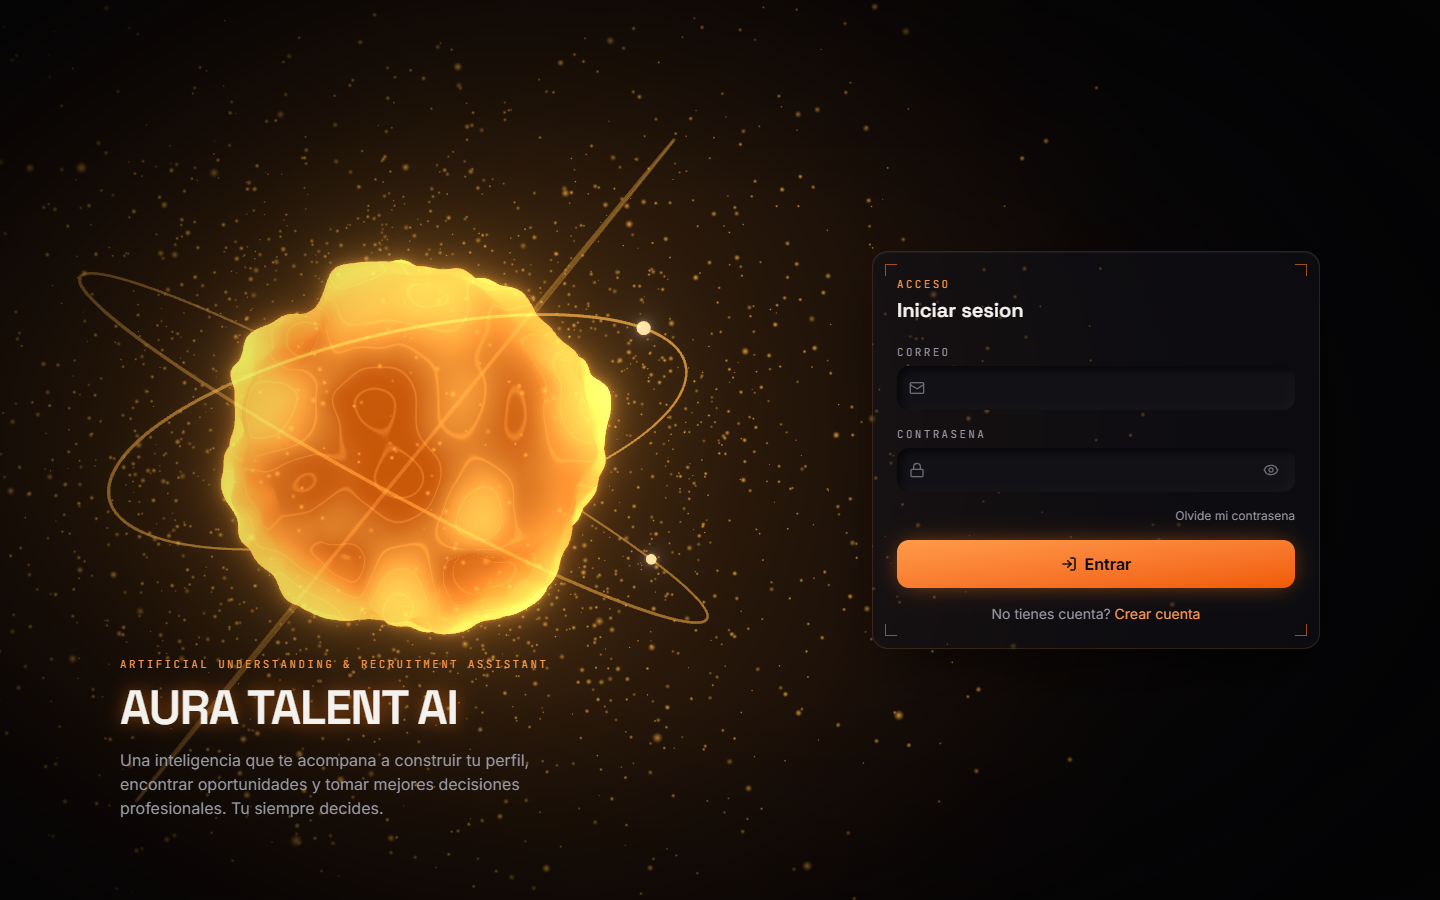 ARTIFICIAL UNDERSTANDING & RECRUITMENT ASSISTANT
AURA TALENT AI
Una inteligencia que te acompana a construir tu perfil,
encontrar oportunidades y tomar mejores decisiones
profesionales. Tu siempre decides.
ACCESO
Iniciar sesion
CORREO
CONTRASENA
Olvide mi contrasena
Entrar
No tienes cuenta? Crear cuenta